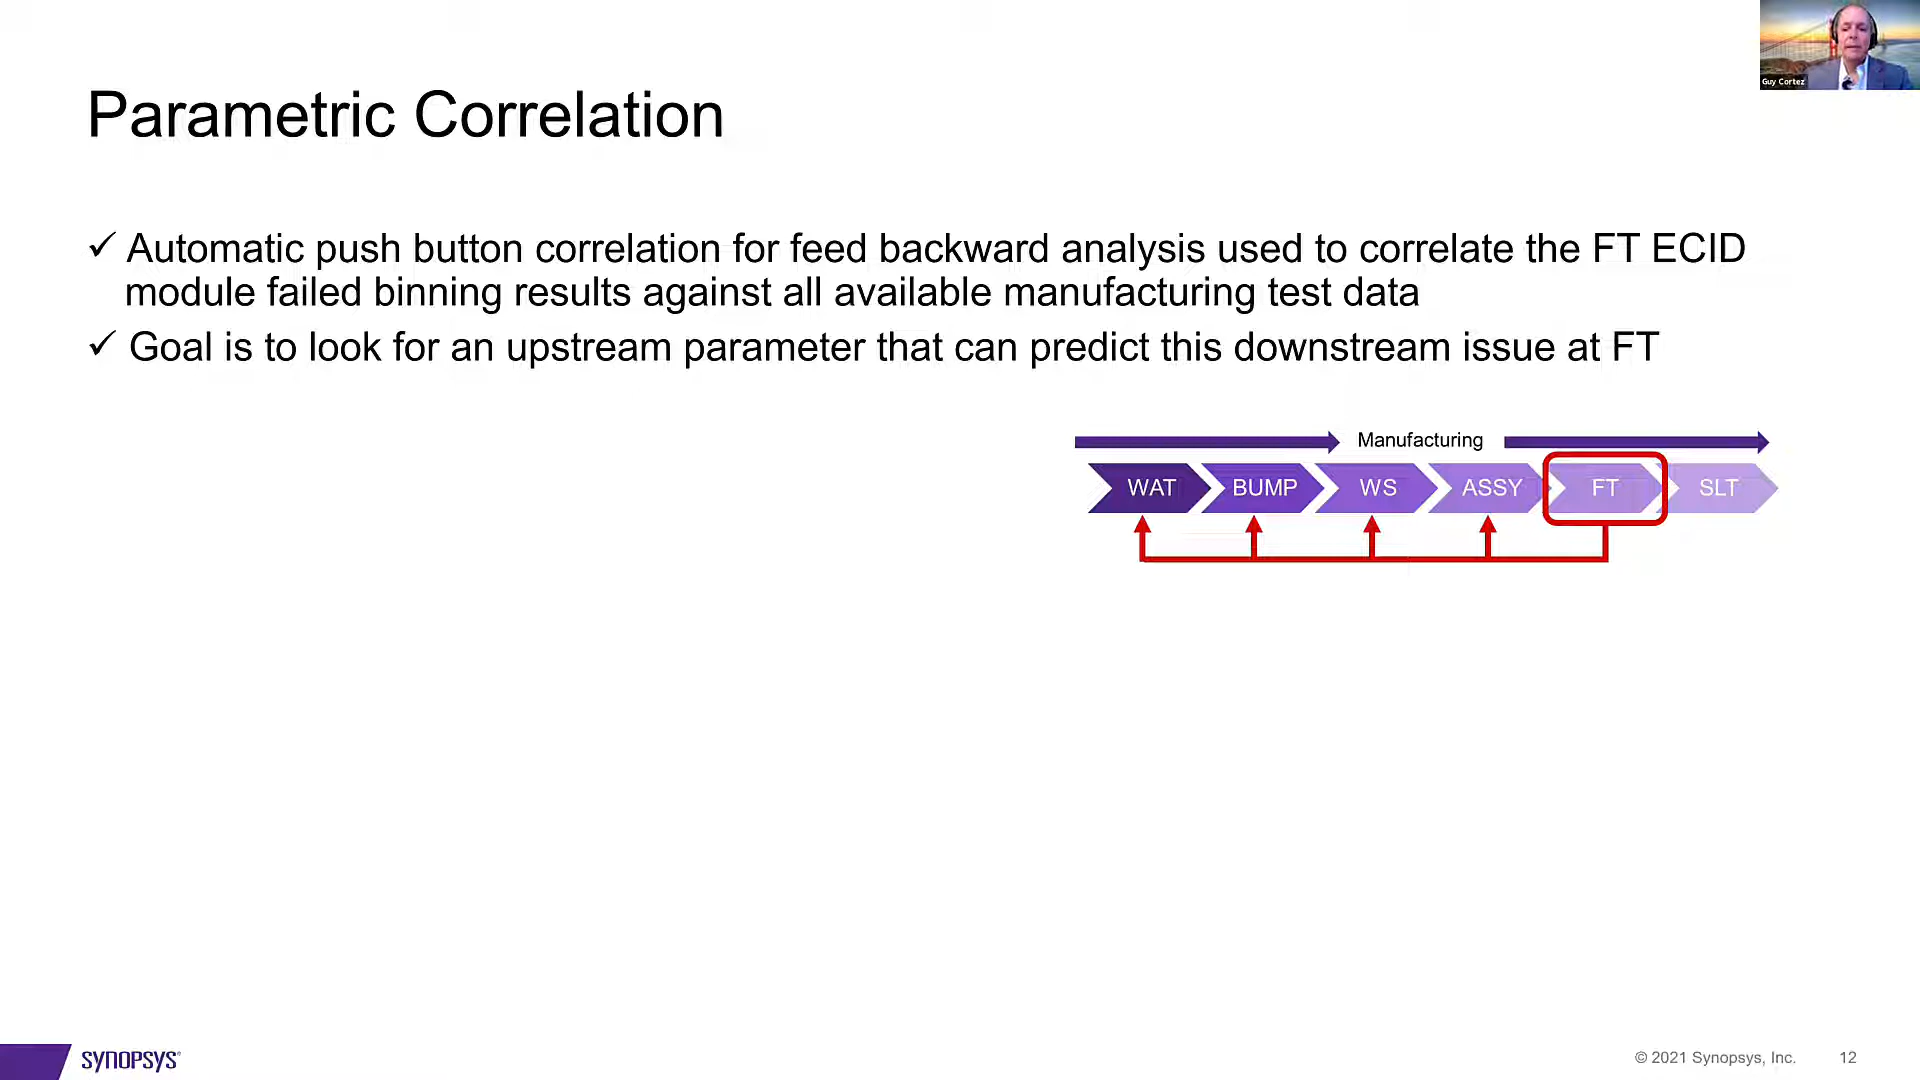 Guy Cortez
Parametric Correlation
✓ Automatic push button correlation for feed backward analysis used to correlate the FT ECID
module failed binning results against all available manufacturing test data
✓ Goal is to look for an upstream parameter that can predict this downstream issue at FT
Manufacturing
WAT BUMP WS ASSY FT SLT
SYNOPSYS®
© 2021 Synopsys, Inc. 12